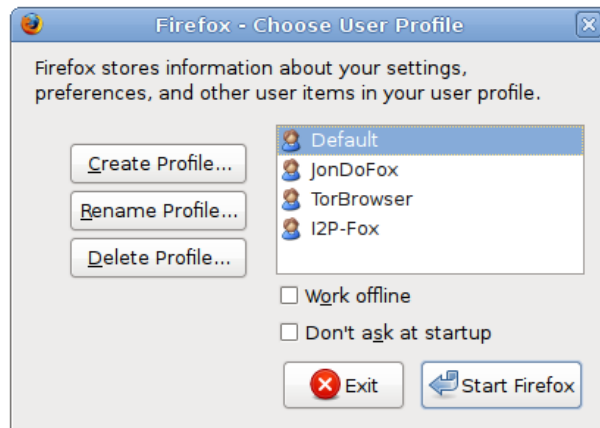 Firefox - Choose User Profile
Firefox stores information about your settings,
preferences, and other user items in your user profile.
Create Profile...
Rename Profile...
Delete Profile...
Default
JonDoFox
TorBrowser
I2P-Fox
Work offline
Don't ask at startup
Exit
Start Firefox